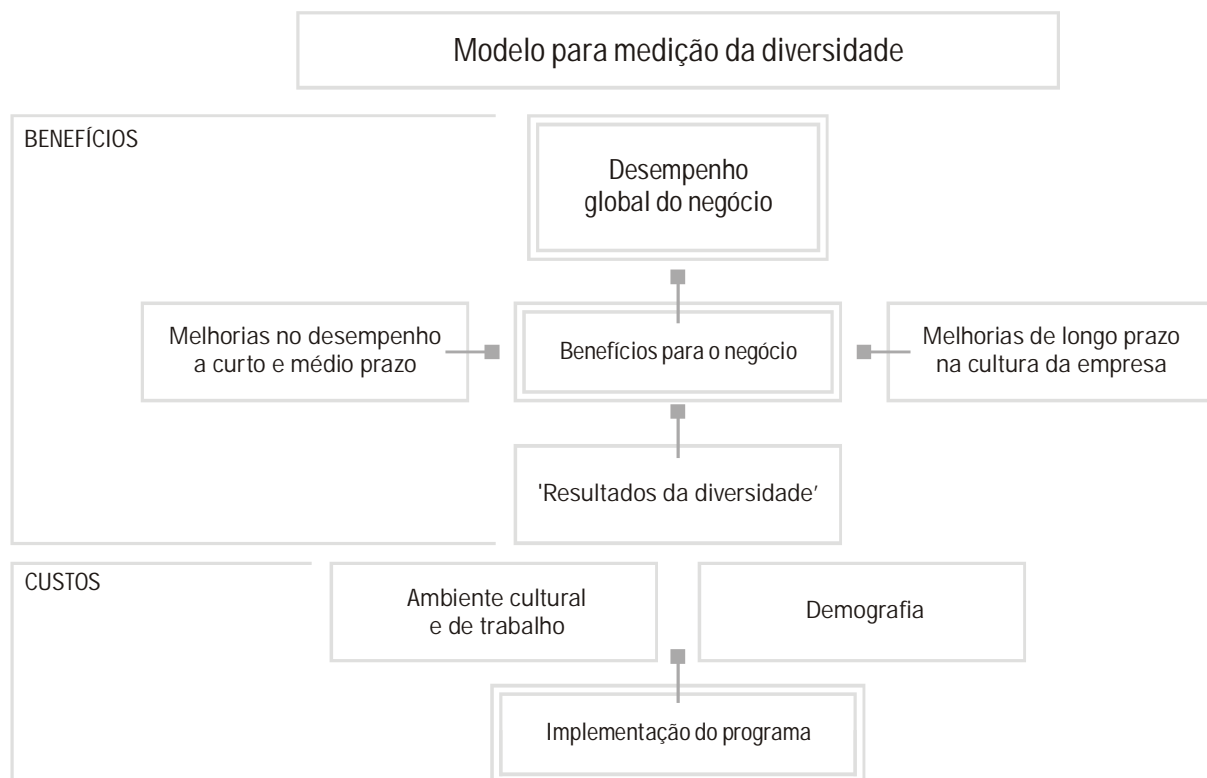 Modelo para medição da diversidade
BENEFÍCIOS
Desempenho
global do negócio
Melhorias no desempenho
a curto e médio prazo
Benefícios para o negócio
Melhorias de longo prazo
na cultura da empresa
'Resultados da diversidade’
CUSTOS
Ambiente cultural
e de trabalho
Demografia
Implementação do programa